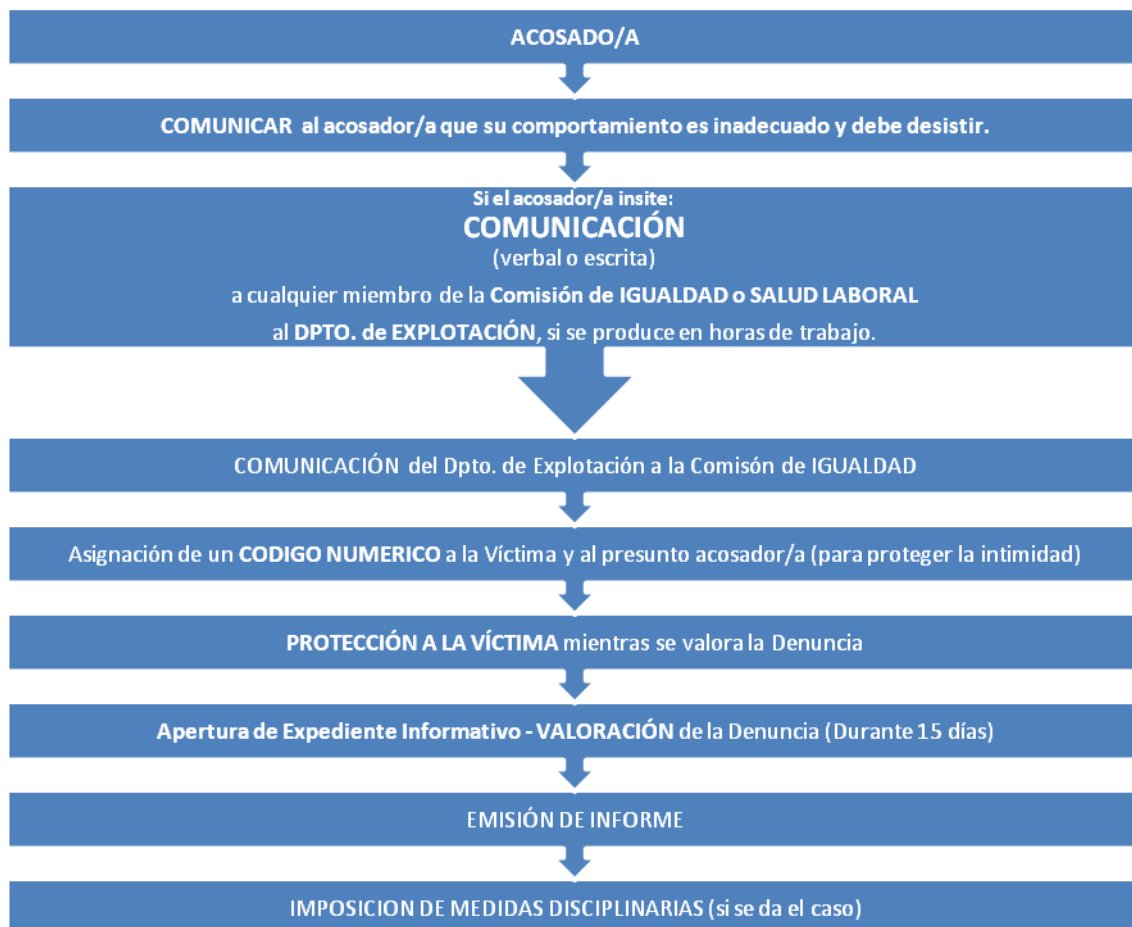 ACOSADO/A
COMUNICAR al acosador/a que su comportamiento es inadecuado y debe desistir.
Si el acosador/a insite:
COMUNICACIÓN
(verbal o escrita)
a cualquier miembro de la Comisión de IGUALDAD o SALUD LABORAL
al DPTO. de EXPLOTACIÓN, si se produce en horas de trabajo.
COMUNICACIÓN del Dpto. de Explotación a la Comisón de IGUALDAD
Asignación de un CODIGO NUMERICO a la Víctima y al presunto acosador/a (para proteger la intimidad)
PROTECCIÓN A LA VÍCTIMA mientras se valora la Denuncia
Apertura de Expediente Informativo - VALORACIÓN de la Denuncia (Durante 15 días)
EMISIÓN DE INFORME
IMPOSICION DE MEDIDAS DISCIPLINARIAS (si se da el caso)